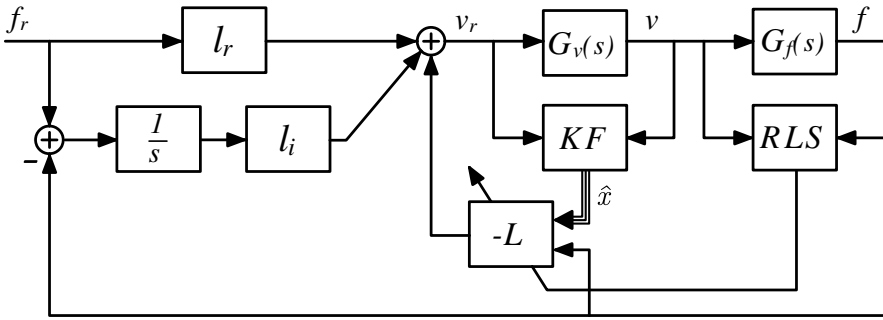 f_r
l_r
v_r
G_v(s)
v
G_f(s)
f
-
1/s
l_i
KF
RLS
x̂
-L